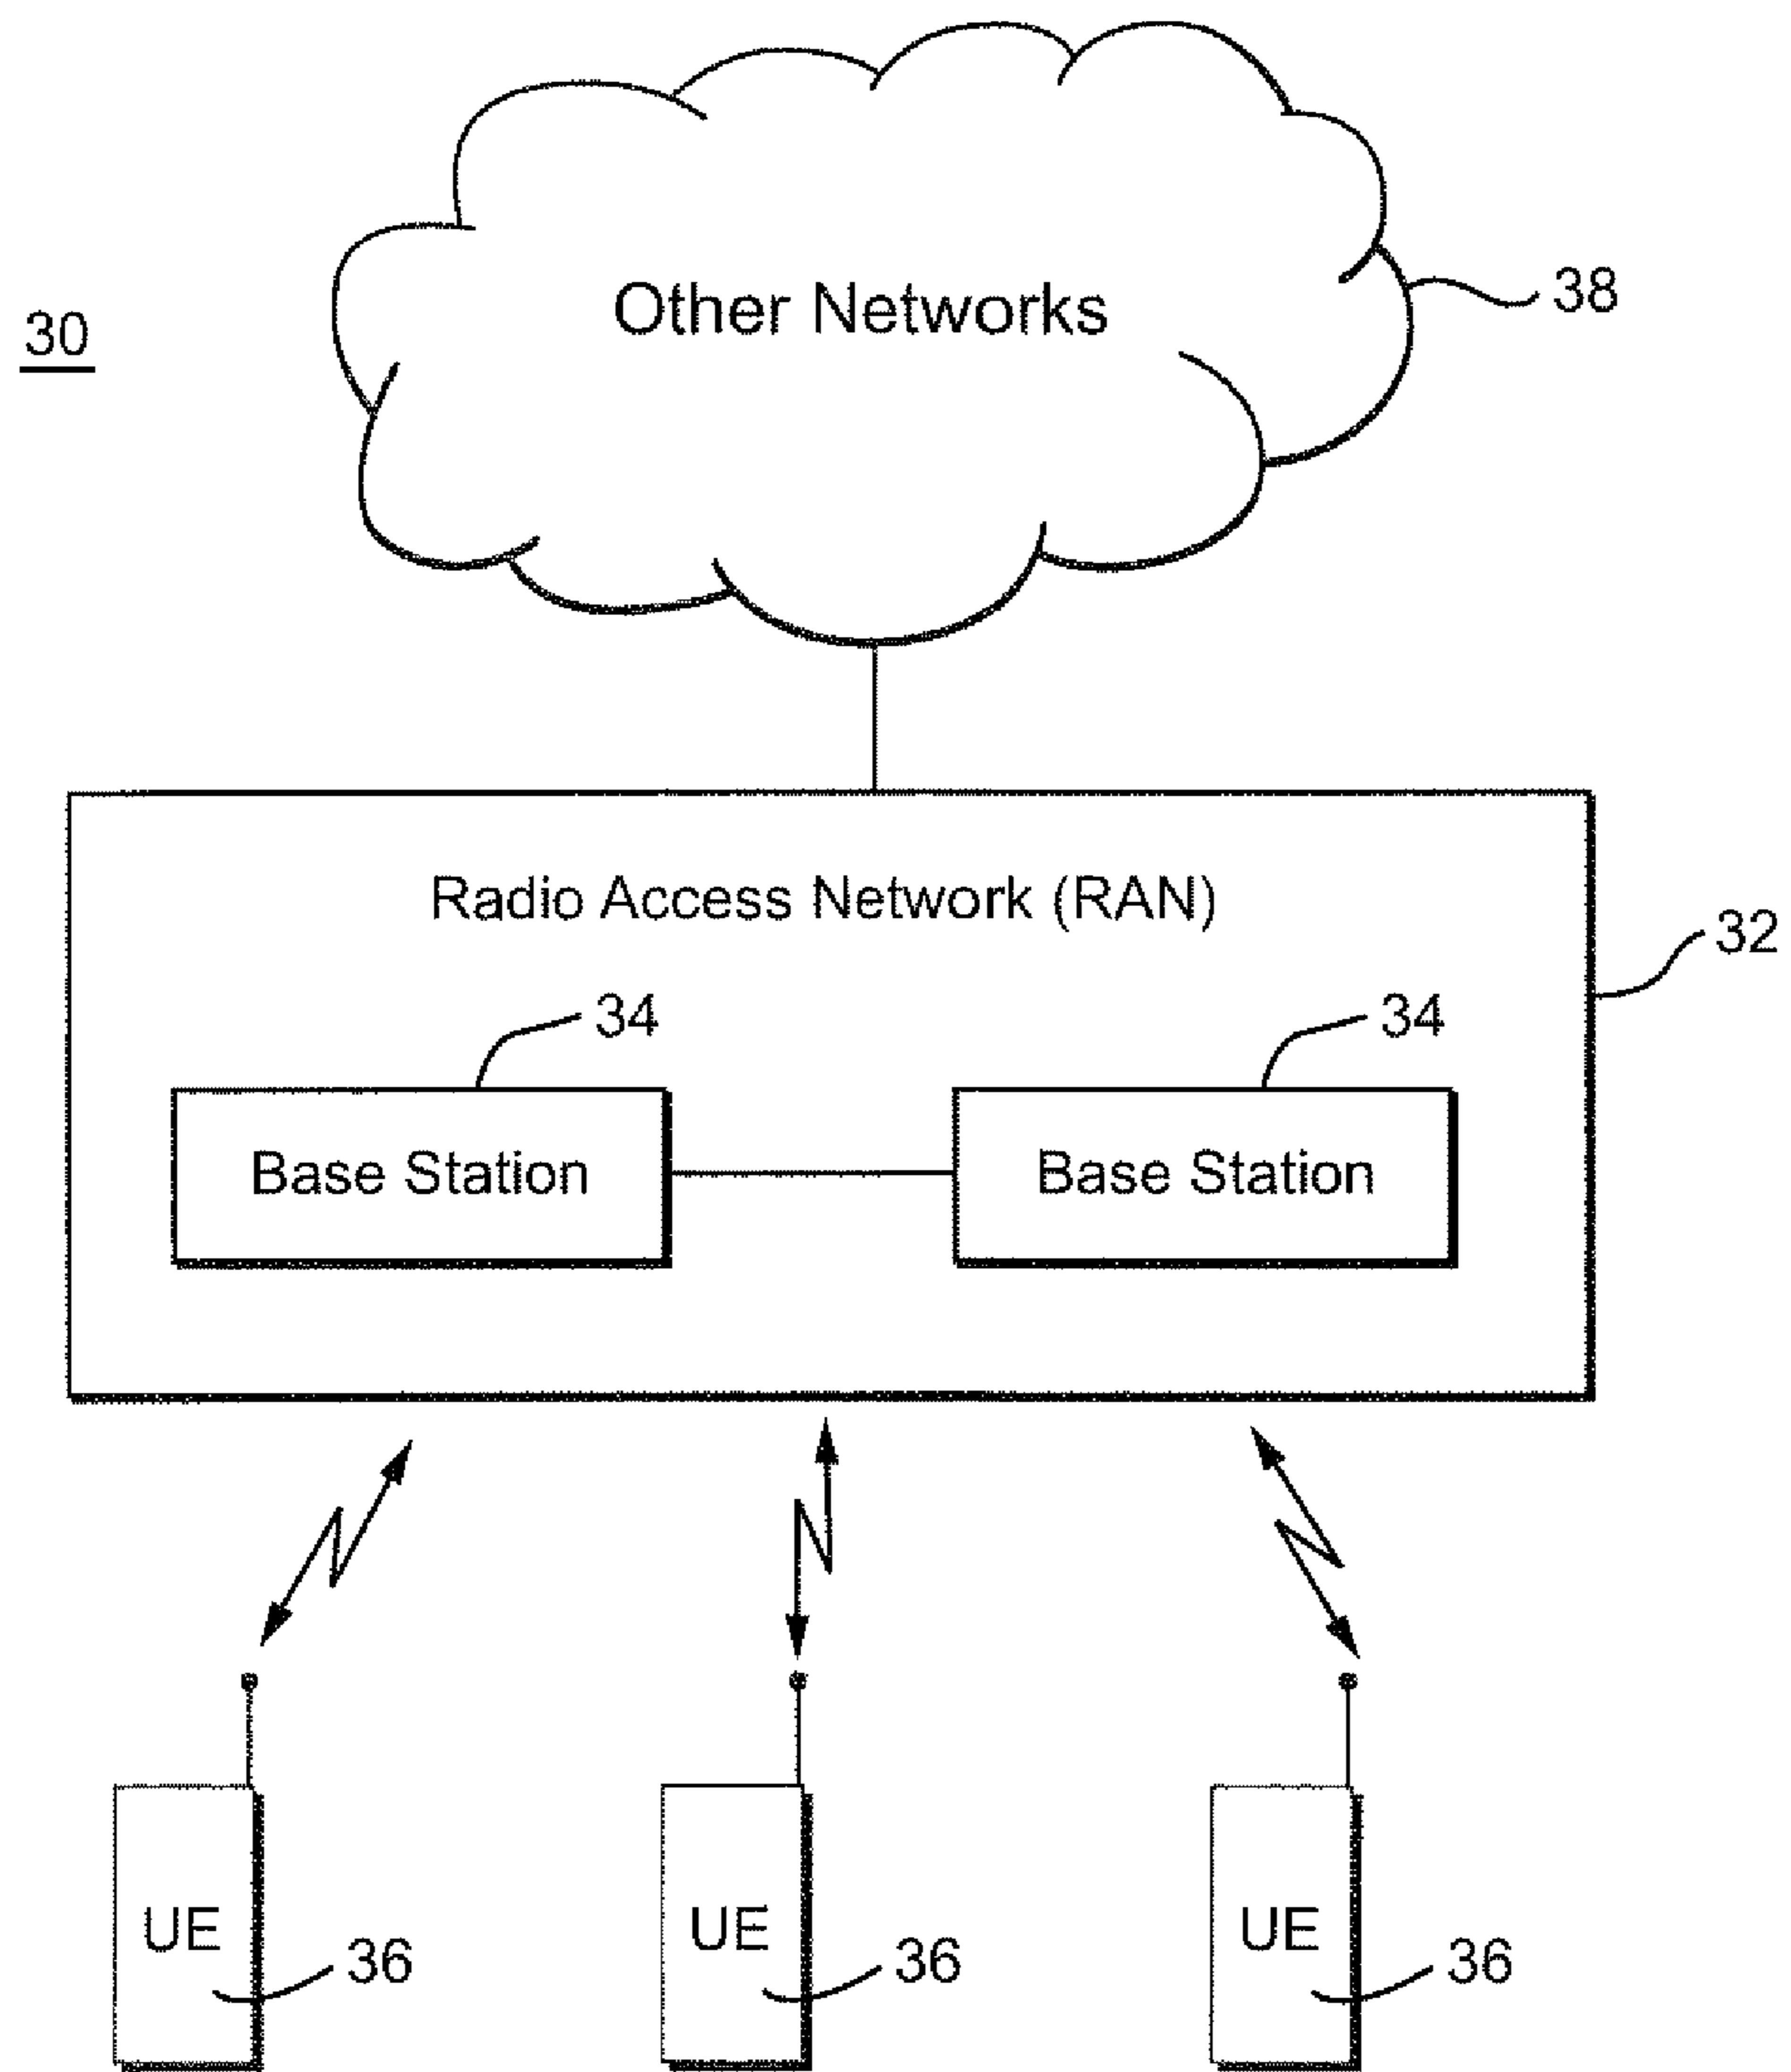 Other Networks
38
30
Radio Access Network (RAN)
32
34
34
Base Station
Base Station
UE
36
UE
36
UE
36